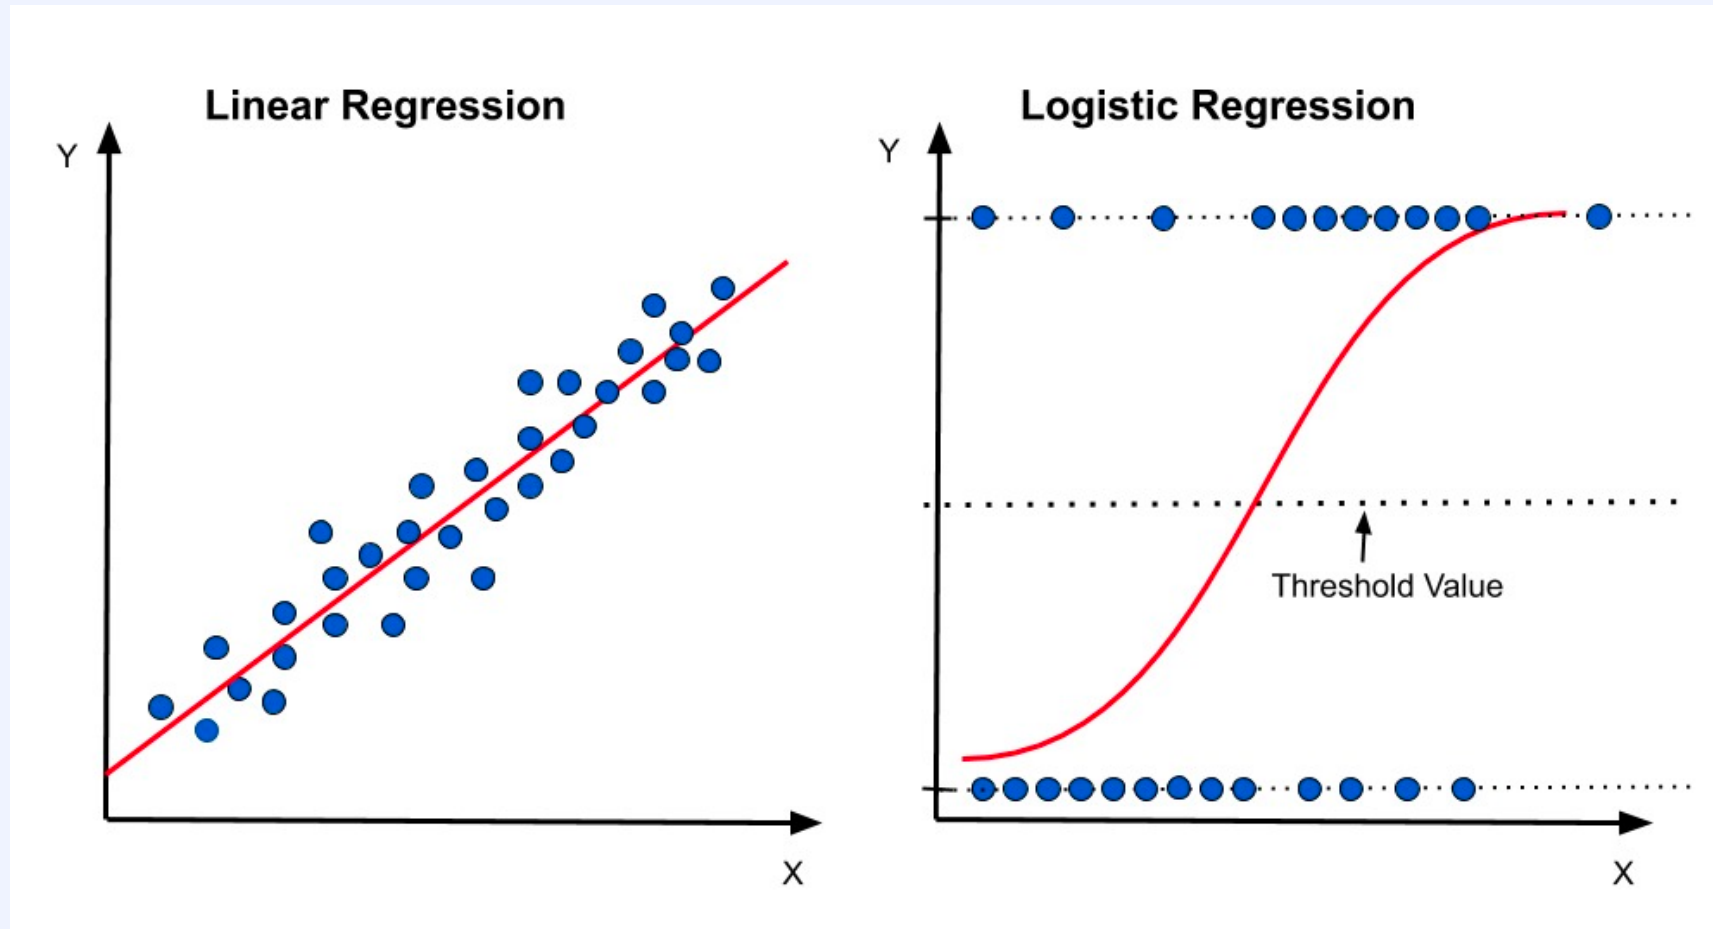 Linear Regression
Y
X
Logistic Regression
Y
Threshold Value
X